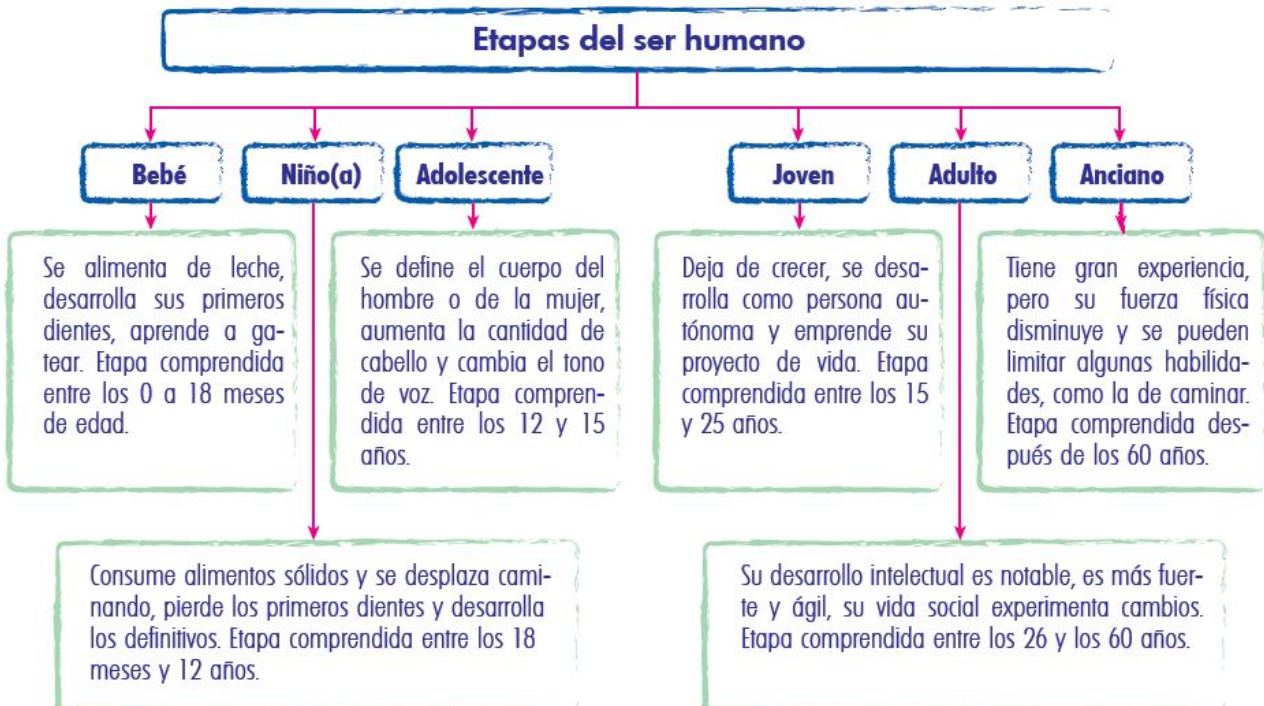 Etapas del ser humano
Bebé
Niño(a)
Adolescente
Joven
Adulto
Anciano
Se alimenta de leche,
desarrolla sus primeros
dientes, aprende a ga-
tear. Etapa comprendida
entre los 0 a 18 meses
de edad.
Se define el cuerpo del
hombre o de la mujer,
aumenta la cantidad de
cabello y cambia el tono
de voz. Etapa compren-
dida entre los 12 y 15
años.
Deja de crecer, se desa-
rrolla como persona au-
tónoma y emprende su
proyecto de vida. Etapa
comprendida entre los 15
y 25 años.
Tiene gran experiencia,
pero su fuerza física
disminuye y se pueden
limitar algunas habilida-
des, como la de caminar.
Etapa comprendida des-
pués de los 60 años.
Consume alimentos sólidos y se desplaza cami-
nando, pierde los primeros dientes y desarrolla
los definitivos. Etapa comprendida entre los 18
meses y 12 años.
Su desarrollo intelectual es notable, es más fuer-
te y ágil, su vida social experimenta cambios.
Etapa comprendida entre los 26 y los 60 años.